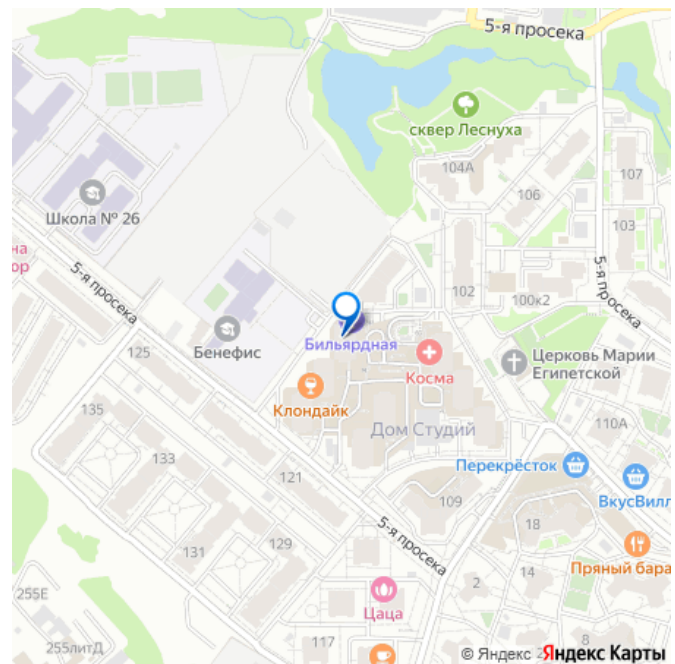 5-я просека
сквер Леснуха
104А
107
106
Школа № 26
103
на
ор
5-я просека
5-я просека
102
100к2
125
Бенефис
Бильярдная
Косма
Церковь Марии
Египетской
135
Клондайк
Дом Студий
110А
133
121
Перекрёсток
ВкусВилл
109
18
5-я просека
131
129
Пряный бара
14
2
255Е
Цаца
255литД
117
8
© Яндекс
Яндекс Карты